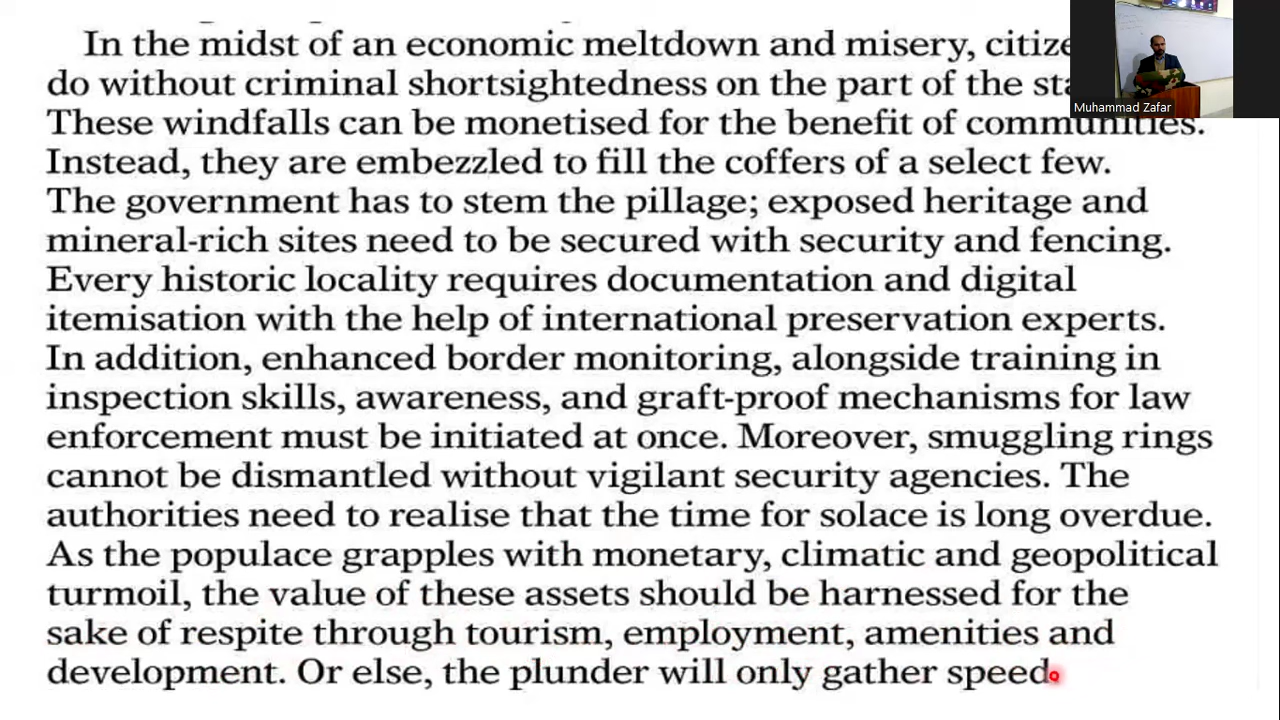 In the midst of an economic meltdown and misery,
do without criminal shortsightedness on the part of the
These windfalls can be monetised for the benefit of communities.
Instead, they are embezzled to fill the coffers of a select few.
The government has to stem the pillage; exposed heritage and
mineral-rich sites need to be secured with security and fencing.
Every historic locality requires documentation and digital
itemisation with the help of international preservation experts.
In addition, enhanced border monitoring, alongside training in
inspection skills, awareness, and graft-proof mechanisms for law
enforcement must be initiated at once. Moreover, smuggling rings
cannot be dismantled without vigilant security agencies. The
authorities need to realise that the time for solace is long overdue.
As the populace grapples with monetary, climatic and geopolitical
turmoil, the value of these assets should be harnessed for the
sake of respite through tourism, employment, amenities and
development. Or else, the plunder will only gather speed.
Muhammad Zafar